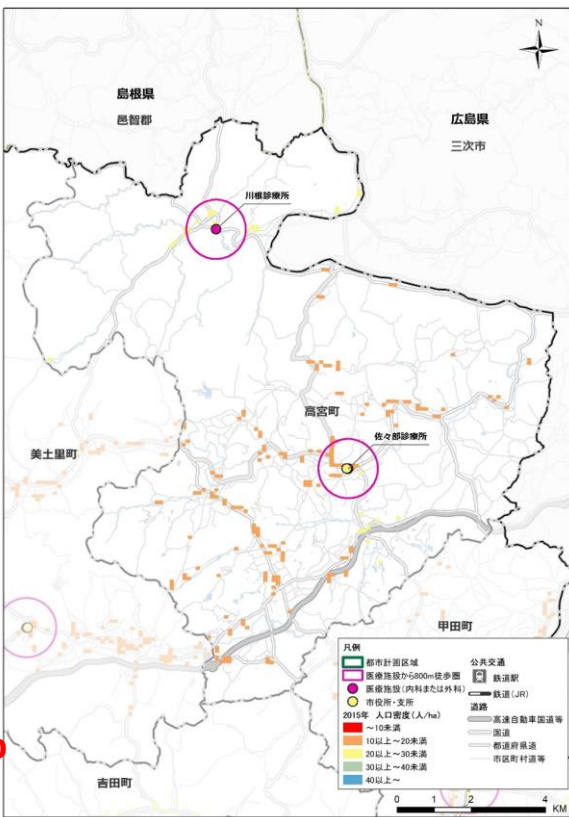 N
島根県
邑智郡
広島県
三次市
川根診療所
高宮町
佐々部診療所
美土里町
甲田町
吉田町
凡例
都市計画区域
医療施設から800m徒歩圏
医療施設(内科または外科)
市役所・支所
2015年 人口密度(人/ha)
~10未満
10以上~20未満
20以上~30未満
30以上~40未満
40以上~
公共交通
鉄道駅
鉄道(JR)
道路
高速自動車国道等
国道
都道府県道
市区町村道等
0 2 4
KM